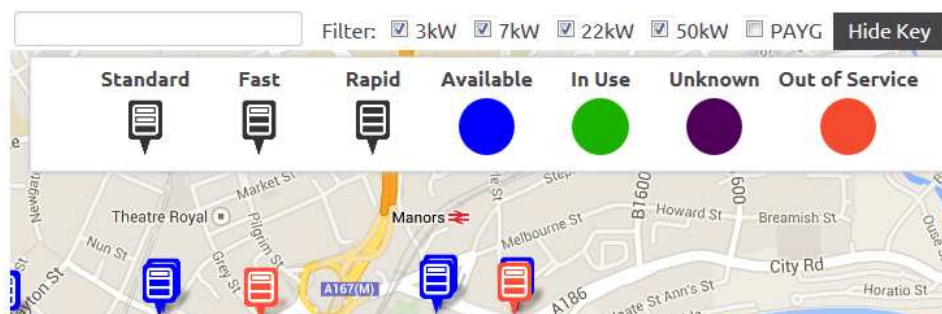 Filter: 3kW 7kW 22kW 50kW PAYG Hide Key
Standard Fast Rapid Available In Use Unknown Out of Service
Market St
B1600
Howard St
Breamish St
Theatre Royal
Manors
Pilgrim St
Melbourne St
Nun St
Grey St
City Rd
A167(M)
A186
Horatio St